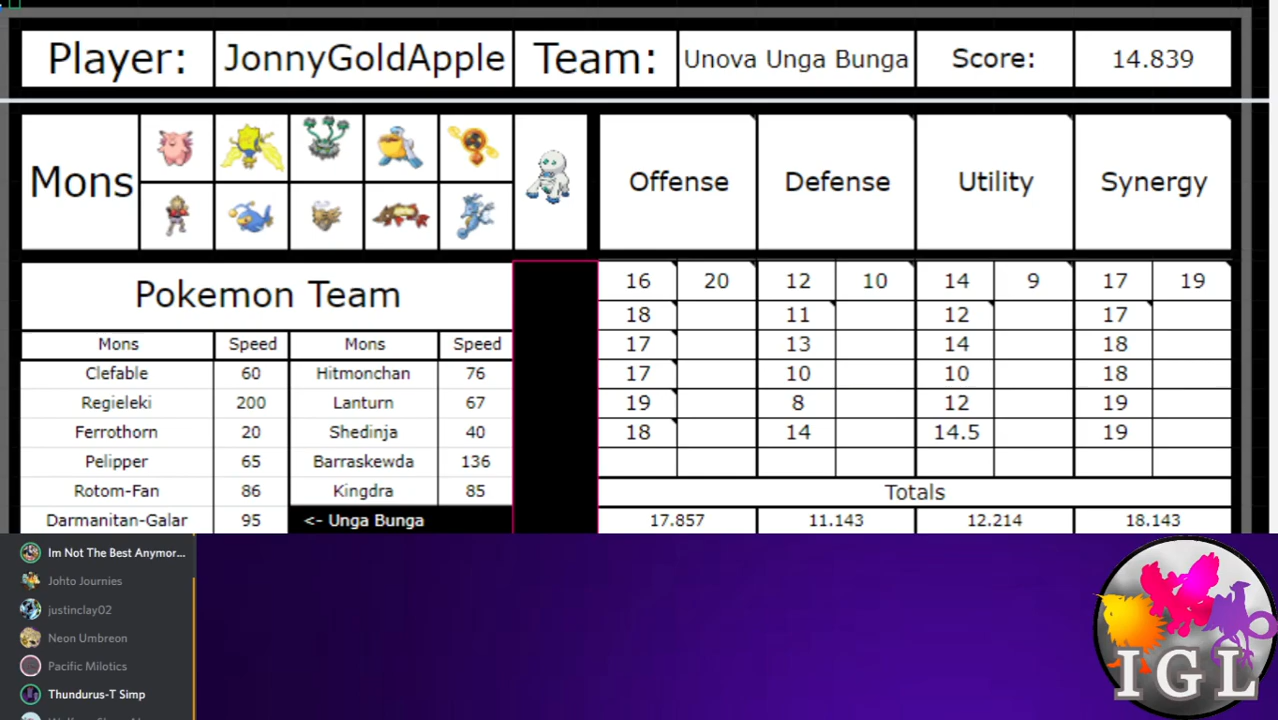 Player: JonnyGoldApple Team: Unova Unga Bunga Score: 14.839
Mons Offense Defense Utility Synergy
Pokemon Team
16 20 12 10 14 9 17 19
18 11 12 17
Mons Speed Mons Speed 17 13 14 18
Clefable 60 Hitmonchan 76 17 10 10 18
Regieleki 200 Lanturn 67 19 8 12 19
Ferrothorn 20 Shedinja 40 18 14 14.5 19
Pelipper 65 Barraskewda 136
Rotom-Fan 86 Kingdra 85 Totals
Darmanitan-Galar 95 <- Unga Bunga 17.857 11.143 12.214 18.143
Im Not The Best Anymor...
Johto Journies
justinclay02
Neon Umbreon
Pacific Milotics
Thundurus-T Simp
IGL